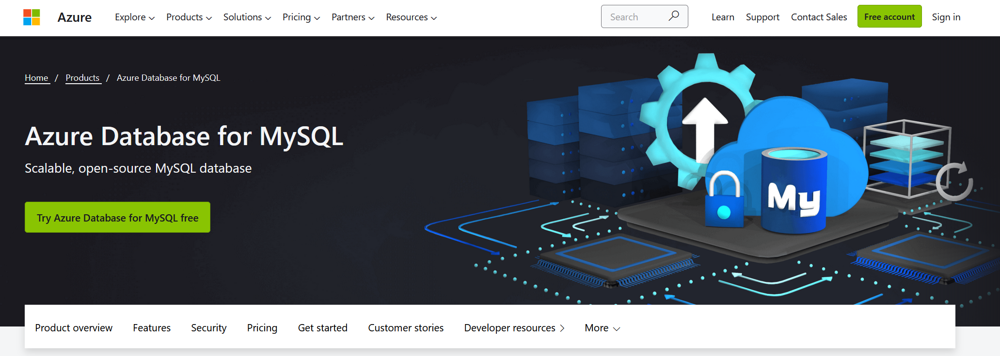 Azure Explore Products Solutions Pricing Partners Resources Search Learn Support Contact Sales Free account Sign in
Home / Products / Azure Database for MySQL
Azure Database for MySQL
Scalable, open-source MySQL database
Try Azure Database for MySQL free
My
Product overview Features Security Pricing Get started Customer stories Developer resources More